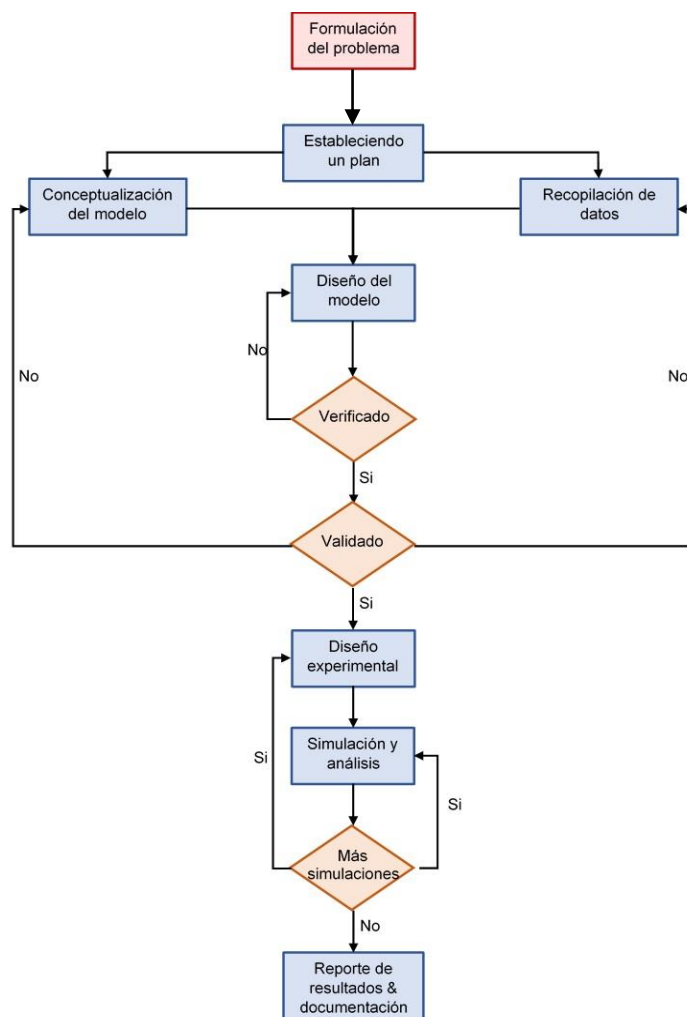 Formulación
del problema
Estableciendo
un plan
Conceptualización
del modelo
Recopilación de
datos
Diseño del
modelo
No
No
No
Verificado
Si
Validado
Si
Diseño
experimental
Si
Simulación y
análisis
Si
Más
simulaciones
No
Reporte de
resultados &
documentación